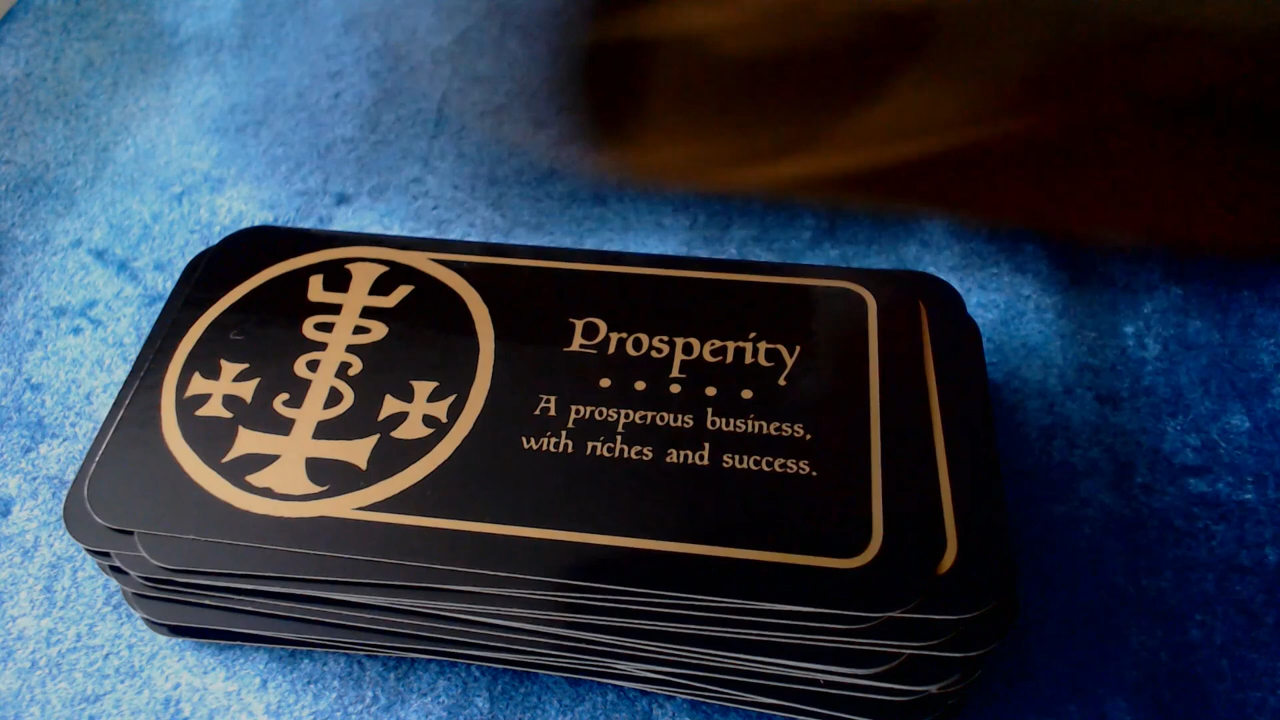 Prosperity
A prosperous business,
with riches and success.